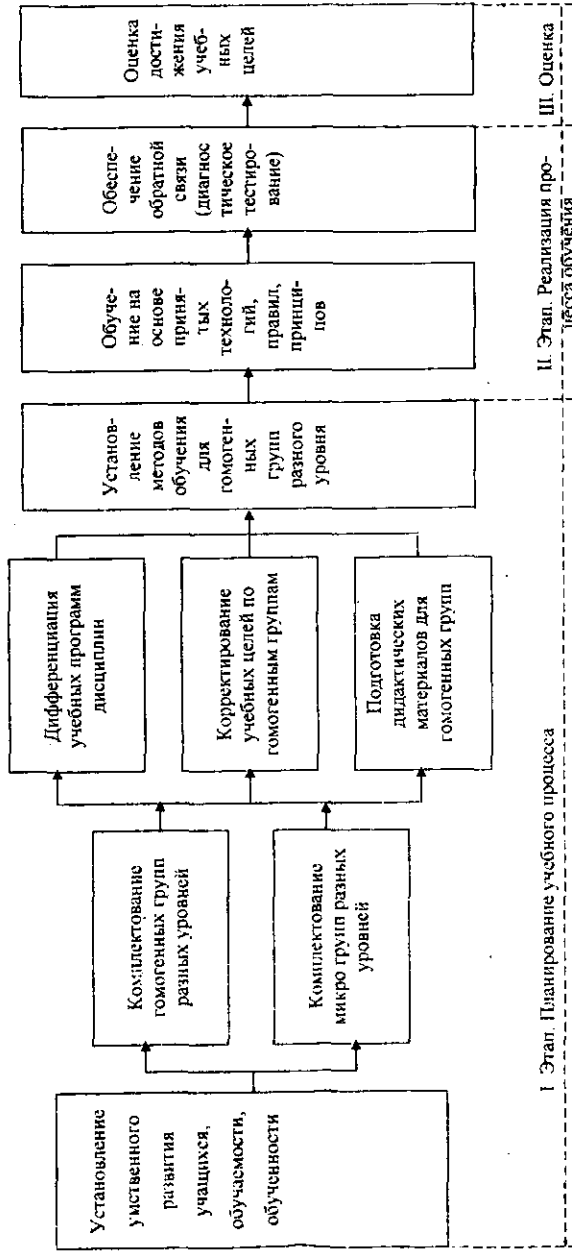 Установление
умственного
развития
учащихся,
обучаемости,
обученности
Комплектование
гомогенных групп
разных уровней
Комплектование
микро групп разных
уровней
Дифференциация
учебных программ
дисциплин
Корректирование
учебных целей по
гомогенным группам
Подготовка
дидактических
материалов для
гомогенных групп
Установ-
ление
методов
обучения
для
гомоген-
ных
групп
разного
уровня
Обуче-
ние на
основе
приня-
тых
техноло-
гий,
правил,
принци-
пов
Обеспе-
чение
обратной
связи
(диагнос
тическое
тестиро-
вание)
Оценка
дости-
жения
учеб-
ных
целей
I Этап. Планирование учебного процесса
II. Этап. Реализация про-
цесса обучения
III. Оценка